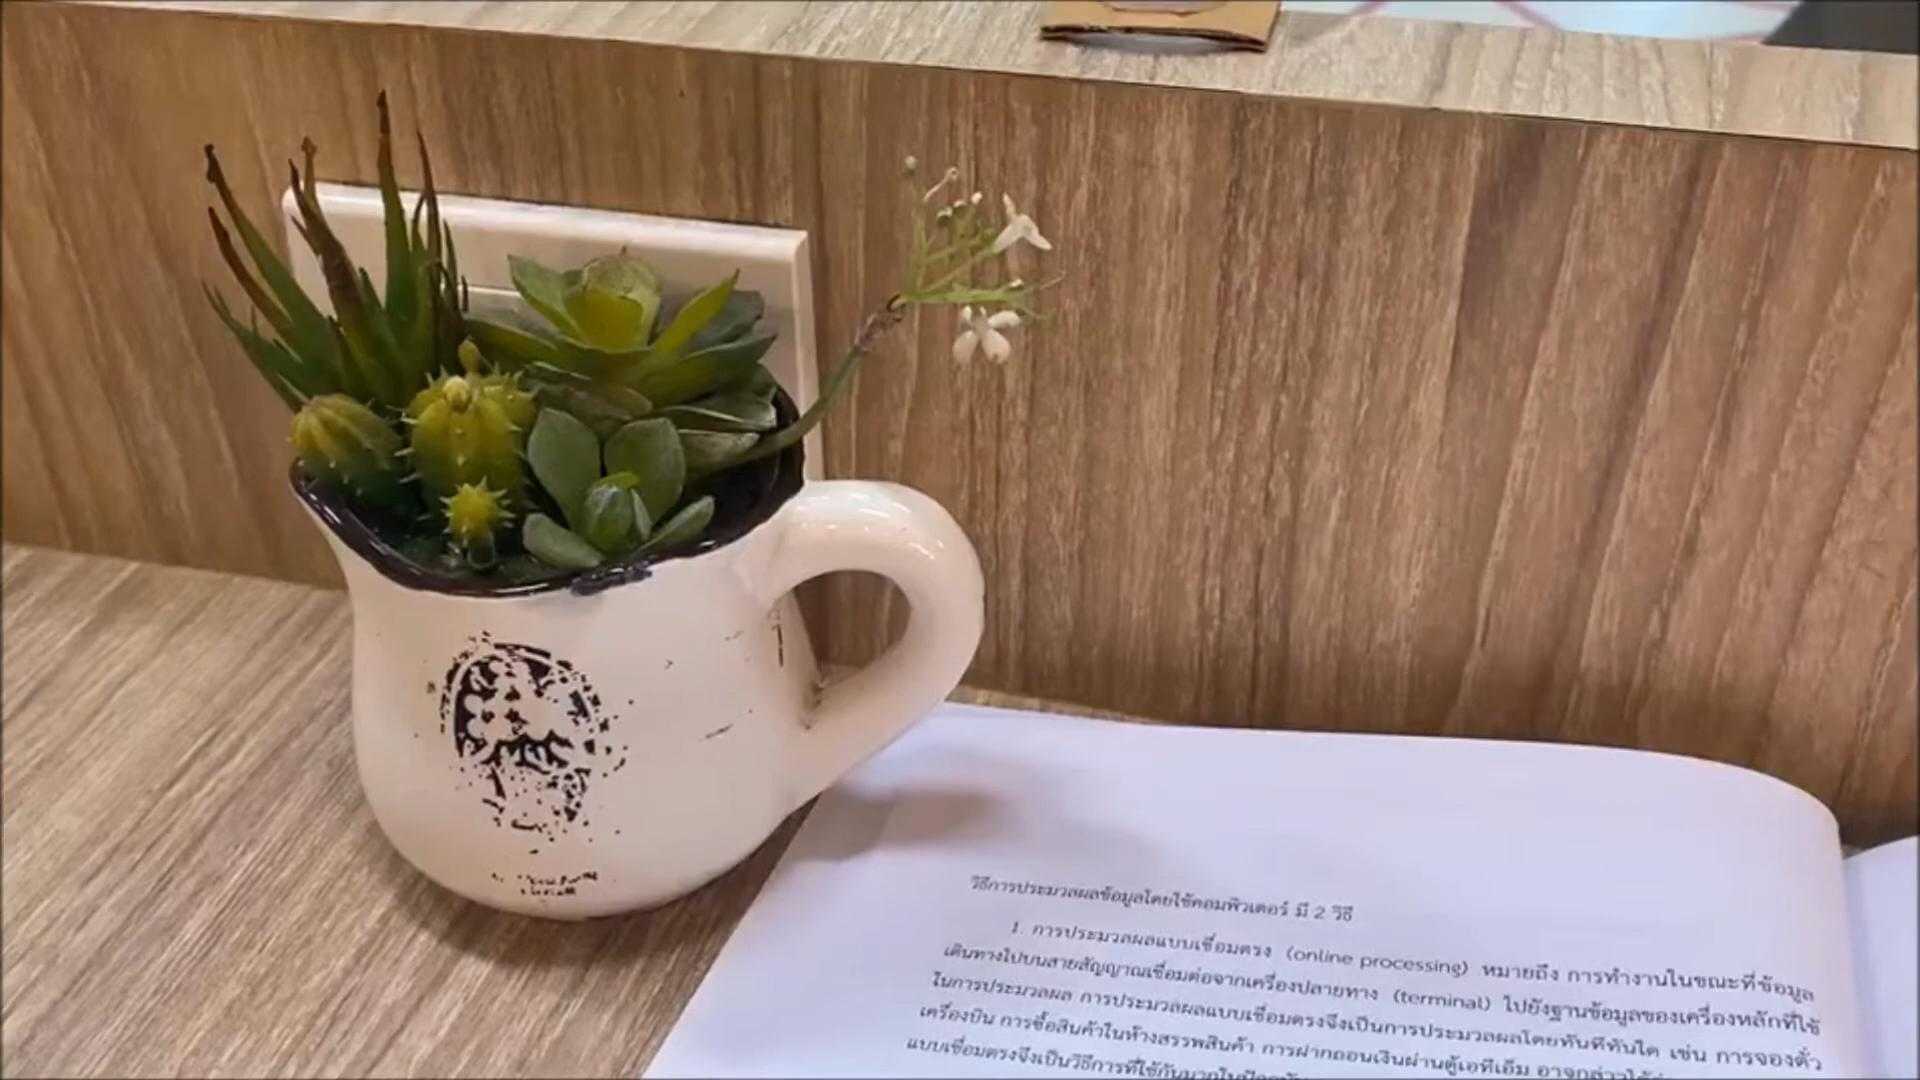 วิธีการประมวลผลข้อมูลโดยใช้คอมพิวเตอร์ มี 2 วิธี
1. การประมวลผลแบบเชื่อมตรง (online processing) หมายถึง การทำงานในขณะที่ข้อมูล
เดินทางไปบนสายสัญญาณเชื่อมต่อจากเครื่องปลายทาง (terminal) ไปยังฐานข้อมูลของเครื่องหลักที่ใช้
ในการประมวลผล การประมวลผลแบบเชื่อมตรงจึงเป็นการประมวลผลโดยทันทีทันใด เช่น การจองตั๋ว
เครื่องบิน การซื้อสินค้าในห้างสรรพสินค้า การฝากถอนเงินผ่านตู้เอทีเอ็ม
แบบเชื่อมตรงจึงเป็นวิธีการที่ใช้กันมาก